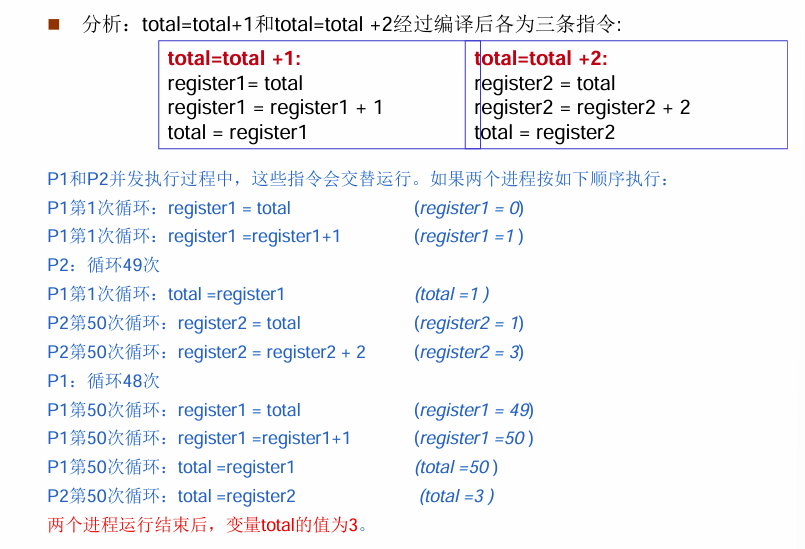 分析：total=total+1和total=total +2经过编译后各为三条指令:
total=total +1:
register1= total
register1 = register1 + 1
total = register1
total=total +2:
register2 = total
register2 = register2 + 2
total = register2
P1和P2并发执行过程中，这些指令会交替运行。如果两个进程按如下顺序执行：
P1第1次循环：register1 = total (register1 = 0)
P1第1次循环：register1 =register1+1 (register1 =1 )
P2：循环49次
P1第1次循环：total =register1 (total =1 )
P2第50次循环：register2 = total (register2 = 1)
P2第50次循环：register2 = register2 + 2 (register2 = 3)
P1：循环48次
P1第50次循环：register1 = total (register1 = 49)
P1第50次循环：register1 =register1+1 (register1 =50 )
P1第50次循环：total =register1 (total =50 )
P2第50次循环：total =register2 (total =3 )
两个进程运行结束后，变量total的值为3。